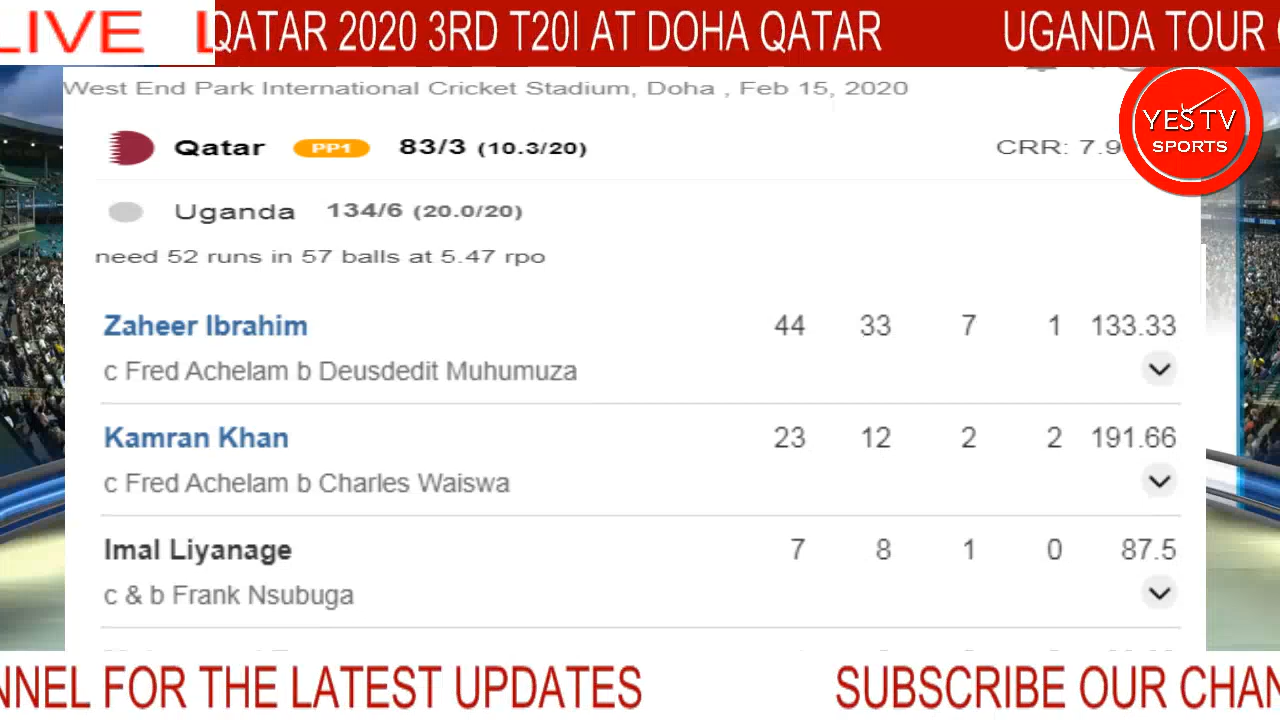 LIVE L
QATAR 2020 3RD T20I AT DOHA QATAR UGANDA TOUR
West End Park International Cricket Stadium, Doha , Feb 15, 2020
YES TV
SPORTS
Qatar PP1 83/3 (10.3/20) CRR: 7.9
Uganda 134/6 (20.0/20)
need 52 runs in 57 balls at 5.47 rpo
Zaheer Ibrahim 44 33 7 1 133.33
c Fred Achelam b Deusdedit Muhumuza
Kamran Khan 23 12 2 2 191.66
c Fred Achelam b Charles Waiswa
Imal Liyanage 7 8 1 0 87.5
c & b Frank Nsubuga
NNEL FOR THE LATEST UPDATES SUBSCRIBE OUR CHAN